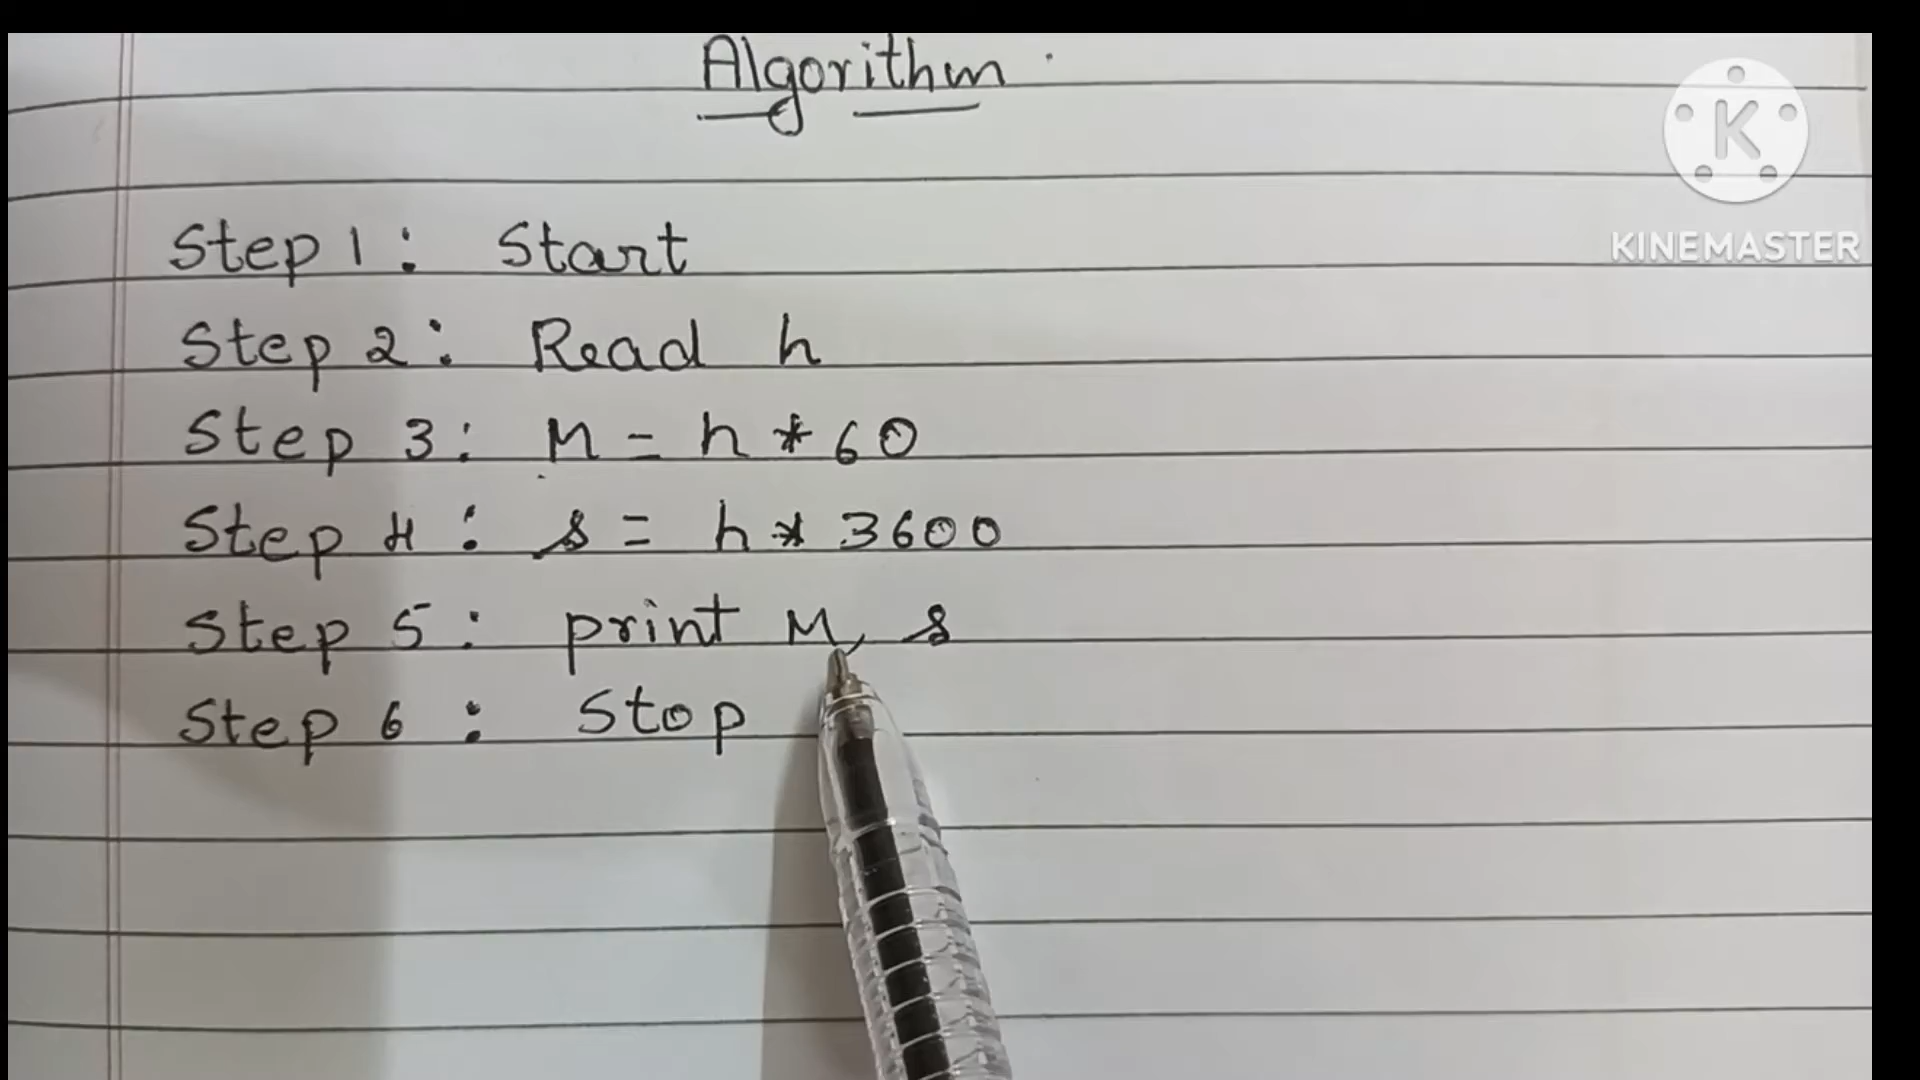 Algorithm
K
KINEMASTER
Step 1: Start
Step 2: Read h
Step 3: M = h * 60
Step 4: s = h * 3600
Step 5: print M, s
Step 6: Stop